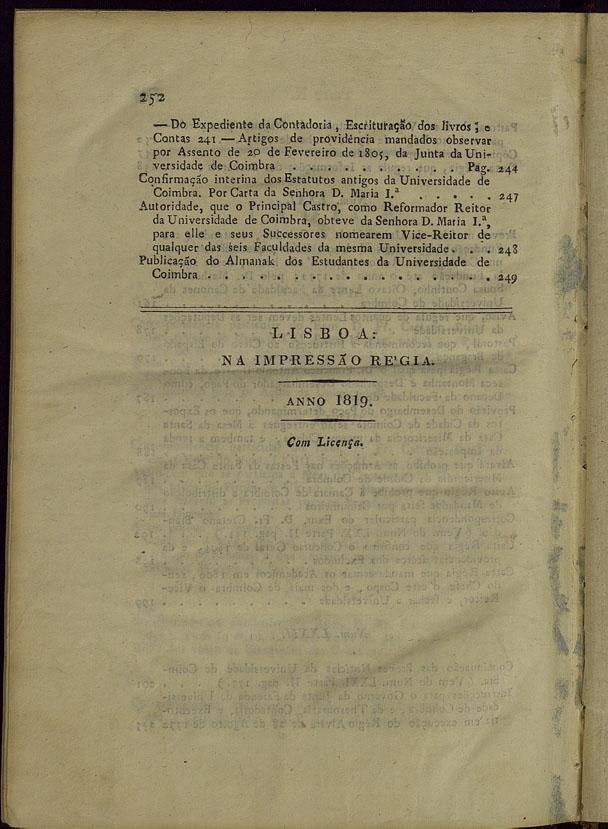 252
— Do Expediente da Contadoria, Escrituração dos livros; e
Contas 241 — Artigos de providência mandados observar
por Assento de 20 de Fevereiro de 1805, da Junta da Uni-
versidade de Coimbra . . . . . . . . . . Pag. 244
Confirmação interina dos Estatutos antigos da Universidade de
Coimbra. Por Carta da Senhora D. Maria I.ª . . . . . 247
Autoridade, que o Principal Castro, como Reformador Reitor
da Universidade de Coimbra, obteve da Senhora D. Maria I.ª,
para elle e seus Successores nomearem Vice-Reitor de
qualquer das seis Faculdades da mesma Universidade. . . 248
Publicação do Almanak dos Estudantes da Universidade de
Coimbra . . . . . . . . . . . . . . . . 249
LISBOA:
NA IMPRESSÃO RE'GIA.
ANNO 1819.
Com Licença.